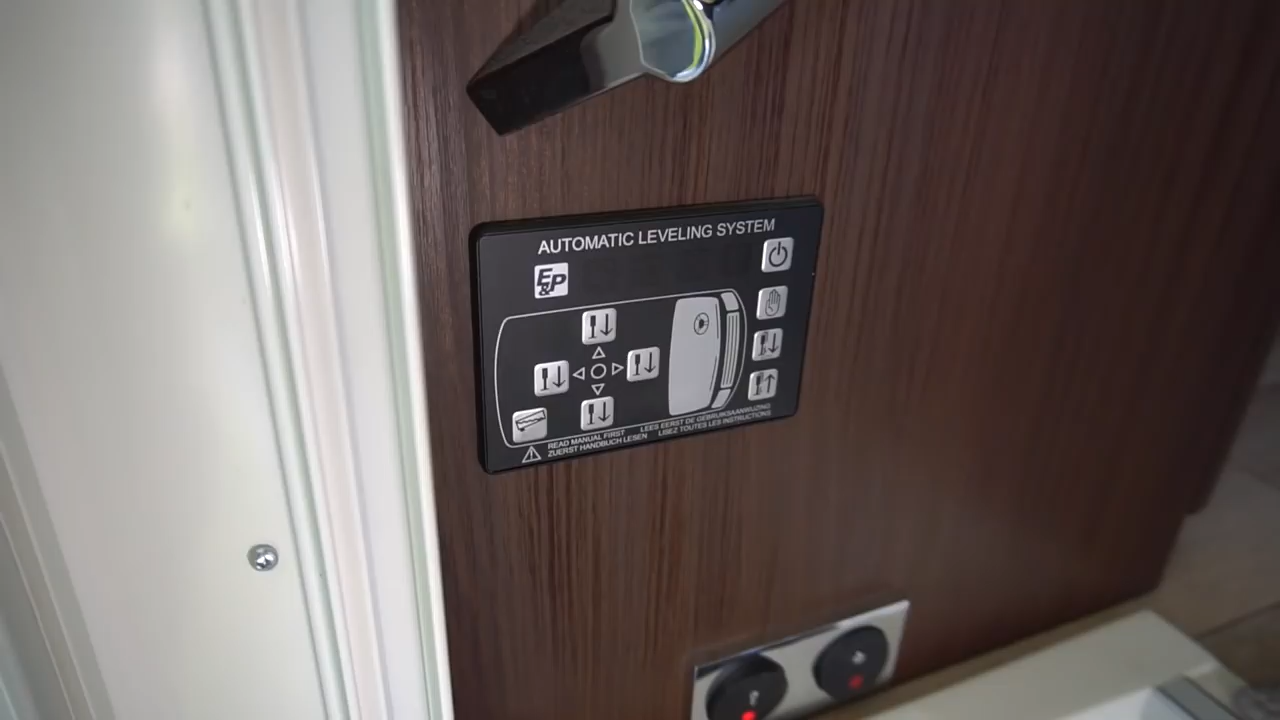 AUTOMATIC LEVELING SYSTEM
E&P
READ MANUAL FIRST
LEES EERST DE GEBRUIKSAANWIJZING
ZUERST HANDBUCH LESEN
LISEZ TOUTES LES INSTRUCTIONS